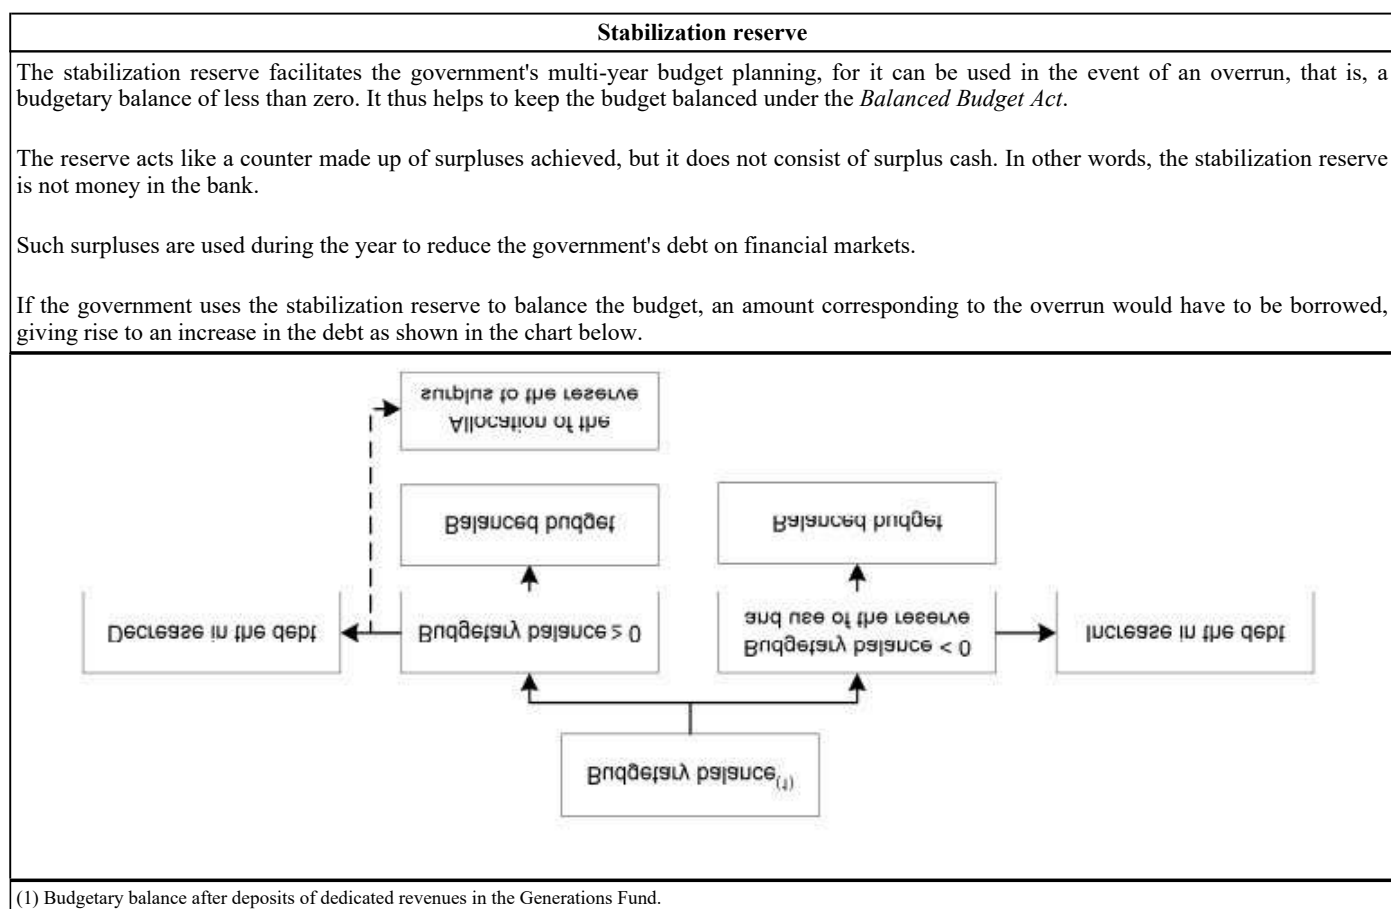 Stabilization reserve
The stabilization reserve facilitates the government's multi-year budget planning, for it can be used in the event of an overrun, that is, a
budgetary balance of less than zero. It thus helps to keep the budget balanced under the Balanced Budget Act.
The reserve acts like a counter made up of surpluses achieved, but it does not consist of surplus cash. In other words, the stabilization reserve
is not money in the bank.
Such surpluses are used during the year to reduce the government's debt on financial markets.
If the government uses the stabilization reserve to balance the budget, an amount corresponding to the overrun would have to be borrowed,
giving rise to an increase in the debt as shown in the chart below.
Budgetary balance(1)
Decrease in the debt
Budgetary balance ≥ 0
Budgetary balance < 0
and use of the reserve
Increase in the debt
Balanced budget
Balanced budget
Allocation of the
surplus to the reserve
(1) Budgetary balance after deposits of dedicated revenues in the Generations Fund.